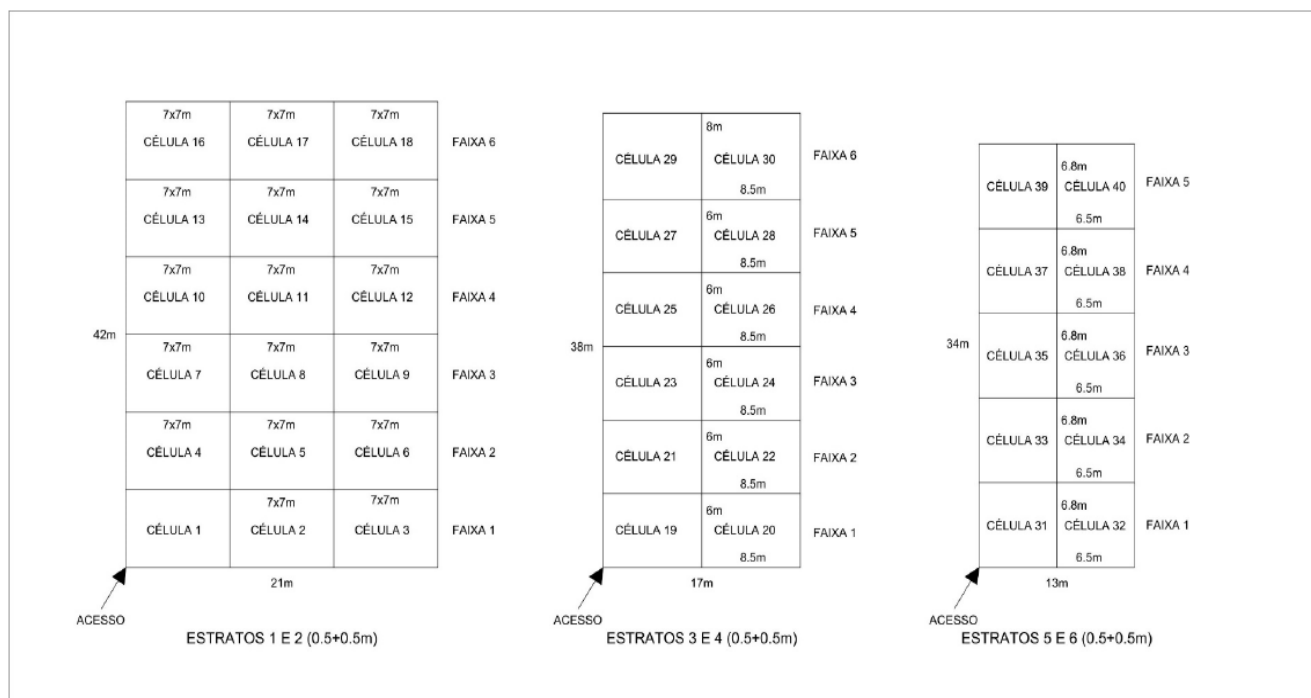 7x7m 7x7m 7x7m
CÉLULA 16 CÉLULA 17 CÉLULA 18 FAIXA 6
7x7m 7x7m 7x7m
CÉLULA 13 CÉLULA 14 CÉLULA 15 FAIXA 5
7x7m 7x7m 7x7m
CÉLULA 10 CÉLULA 11 CÉLULA 12 FAIXA 4
42m
7x7m 7x7m 7x7m
CÉLULA 7 CÉLULA 8 CÉLULA 9 FAIXA 3
7x7m 7x7m 7x7m
CÉLULA 4 CÉLULA 5 CÉLULA 6 FAIXA 2
7x7m 7x7m
CÉLULA 1 CÉLULA 2 CÉLULA 3 FAIXA 1
21m
ACESSO
ESTRATOS 1 E 2 (0.5+0.5m)
8m
CÉLULA 29 CÉLULA 30 FAIXA 6
8.5m
6m
CÉLULA 27 CÉLULA 28 FAIXA 5
8.5m
6m
CÉLULA 25 CÉLULA 26 FAIXA 4
8.5m
38m
6m
CÉLULA 23 CÉLULA 24 FAIXA 3
8.5m
6m
CÉLULA 21 CÉLULA 22 FAIXA 2
8.5m
6m
CÉLULA 19 CÉLULA 20 FAIXA 1
8.5m
17m
ACESSO
ESTRATOS 3 E 4 (0.5+0.5m)
6.8m
CÉLULA 39 CÉLULA 40 FAIXA 5
6.5m
6.8m
CÉLULA 37 CÉLULA 38 FAIXA 4
6.5m
34m
6.8m
CÉLULA 35 CÉLULA 36 FAIXA 3
6.5m
6.8m
CÉLULA 33 CÉLULA 34 FAIXA 2
6.5m
6.8m
CÉLULA 31 CÉLULA 32 FAIXA 1
6.5m
13m
ACESSO
ESTRATOS 5 E 6 (0.5+0.5m)